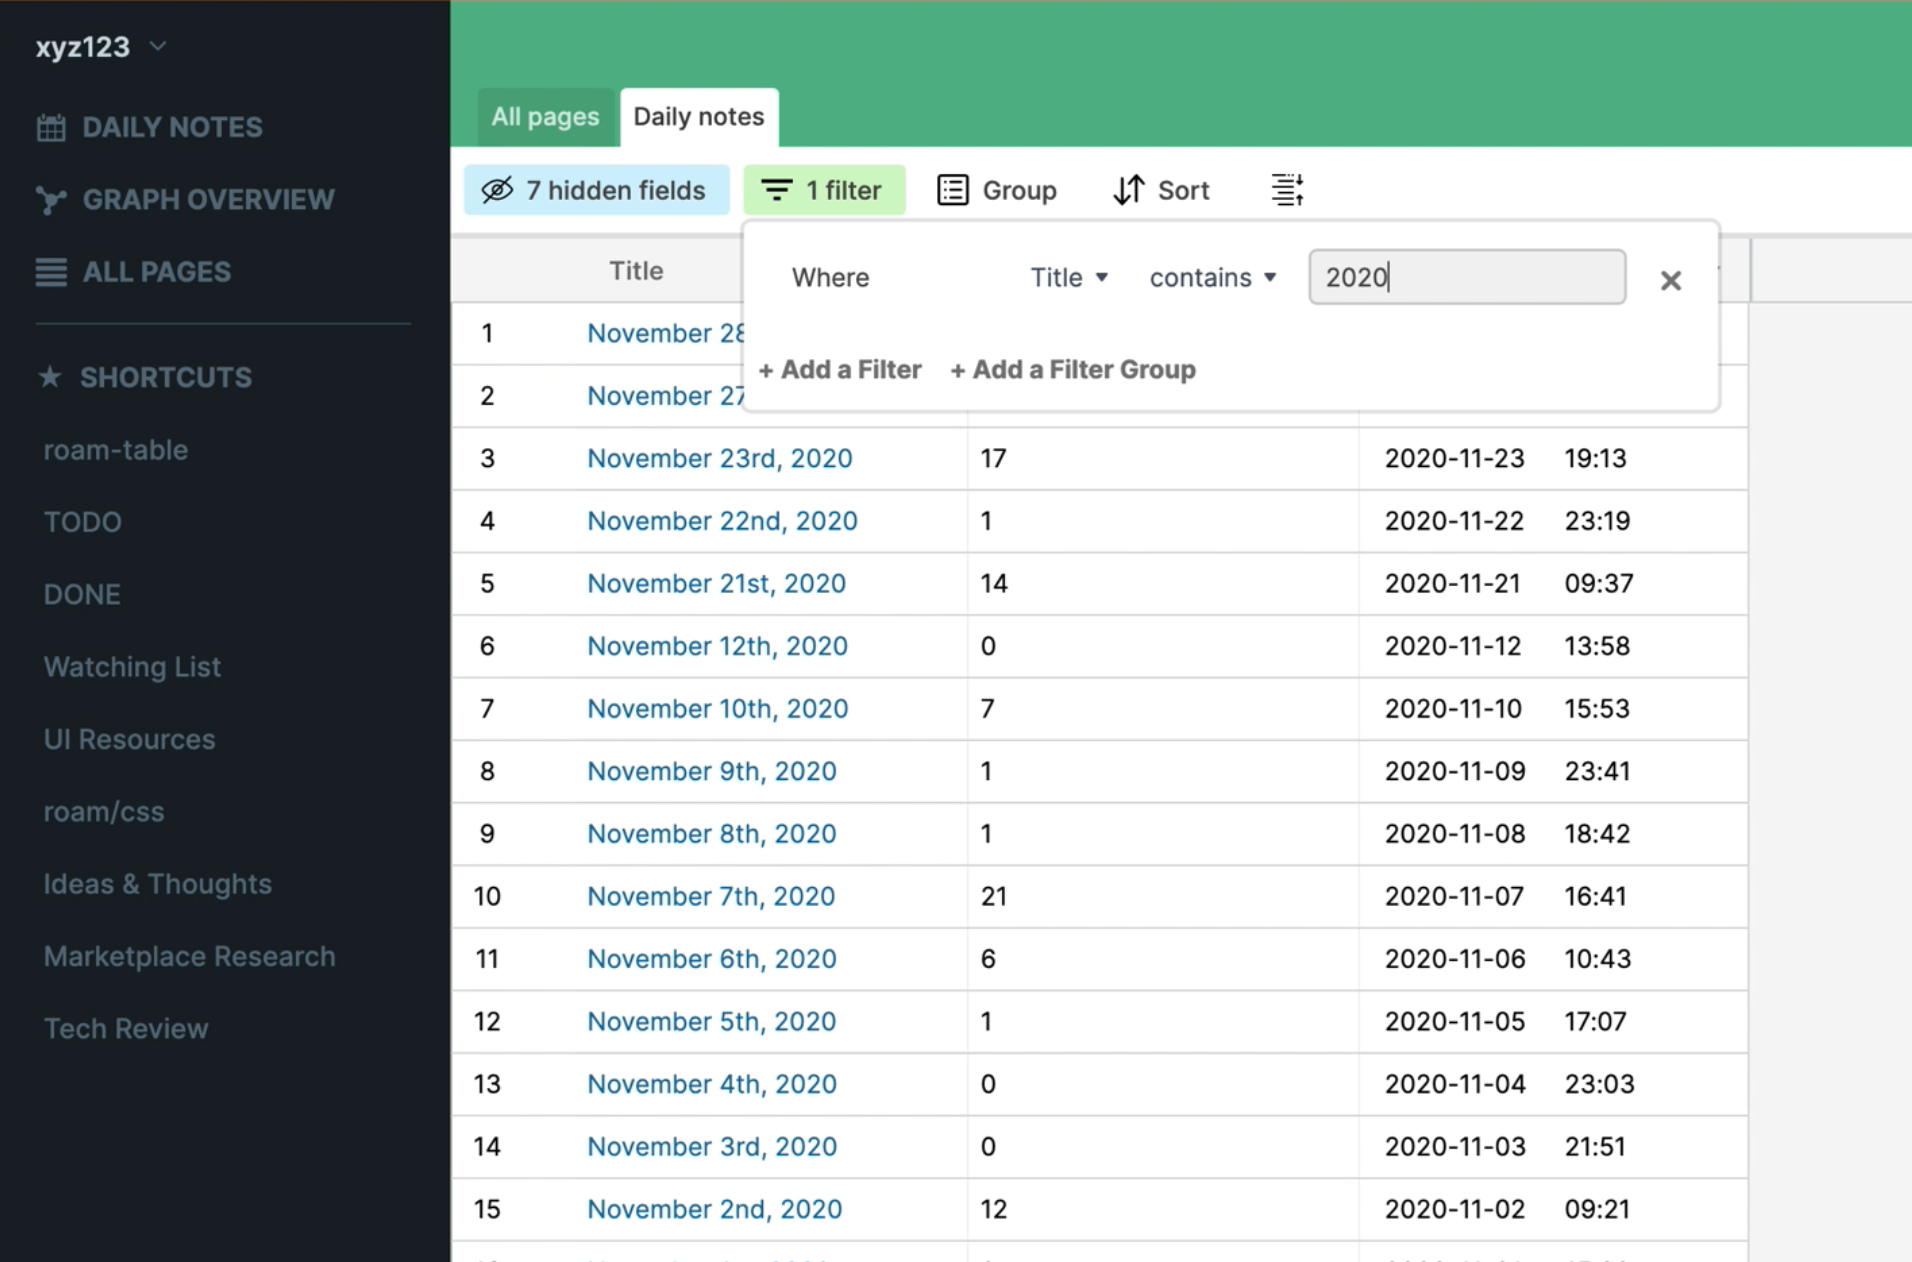 xyz123
DAILY NOTES
GRAPH OVERVIEW
ALL PAGES
SHORTCUTS
roam-table
TODO
DONE
Watching List
UI Resources
roam/css
Ideas & Thoughts
Marketplace Research
Tech Review
All pages Daily notes
7 hidden fields 1 filter Group Sort
Title
Where Title contains 2020
+ Add a Filter + Add a Filter Group
1 November 28
2 November 27
3 November 23rd, 2020 17 2020-11-23 19:13
4 November 22nd, 2020 1 2020-11-22 23:19
5 November 21st, 2020 14 2020-11-21 09:37
6 November 12th, 2020 0 2020-11-12 13:58
7 November 10th, 2020 7 2020-11-10 15:53
8 November 9th, 2020 1 2020-11-09 23:41
9 November 8th, 2020 1 2020-11-08 18:42
10 November 7th, 2020 21 2020-11-07 16:41
11 November 6th, 2020 6 2020-11-06 10:43
12 November 5th, 2020 1 2020-11-05 17:07
13 November 4th, 2020 0 2020-11-04 23:03
14 November 3rd, 2020 0 2020-11-03 21:51
15 November 2nd, 2020 12 2020-11-02 09:21